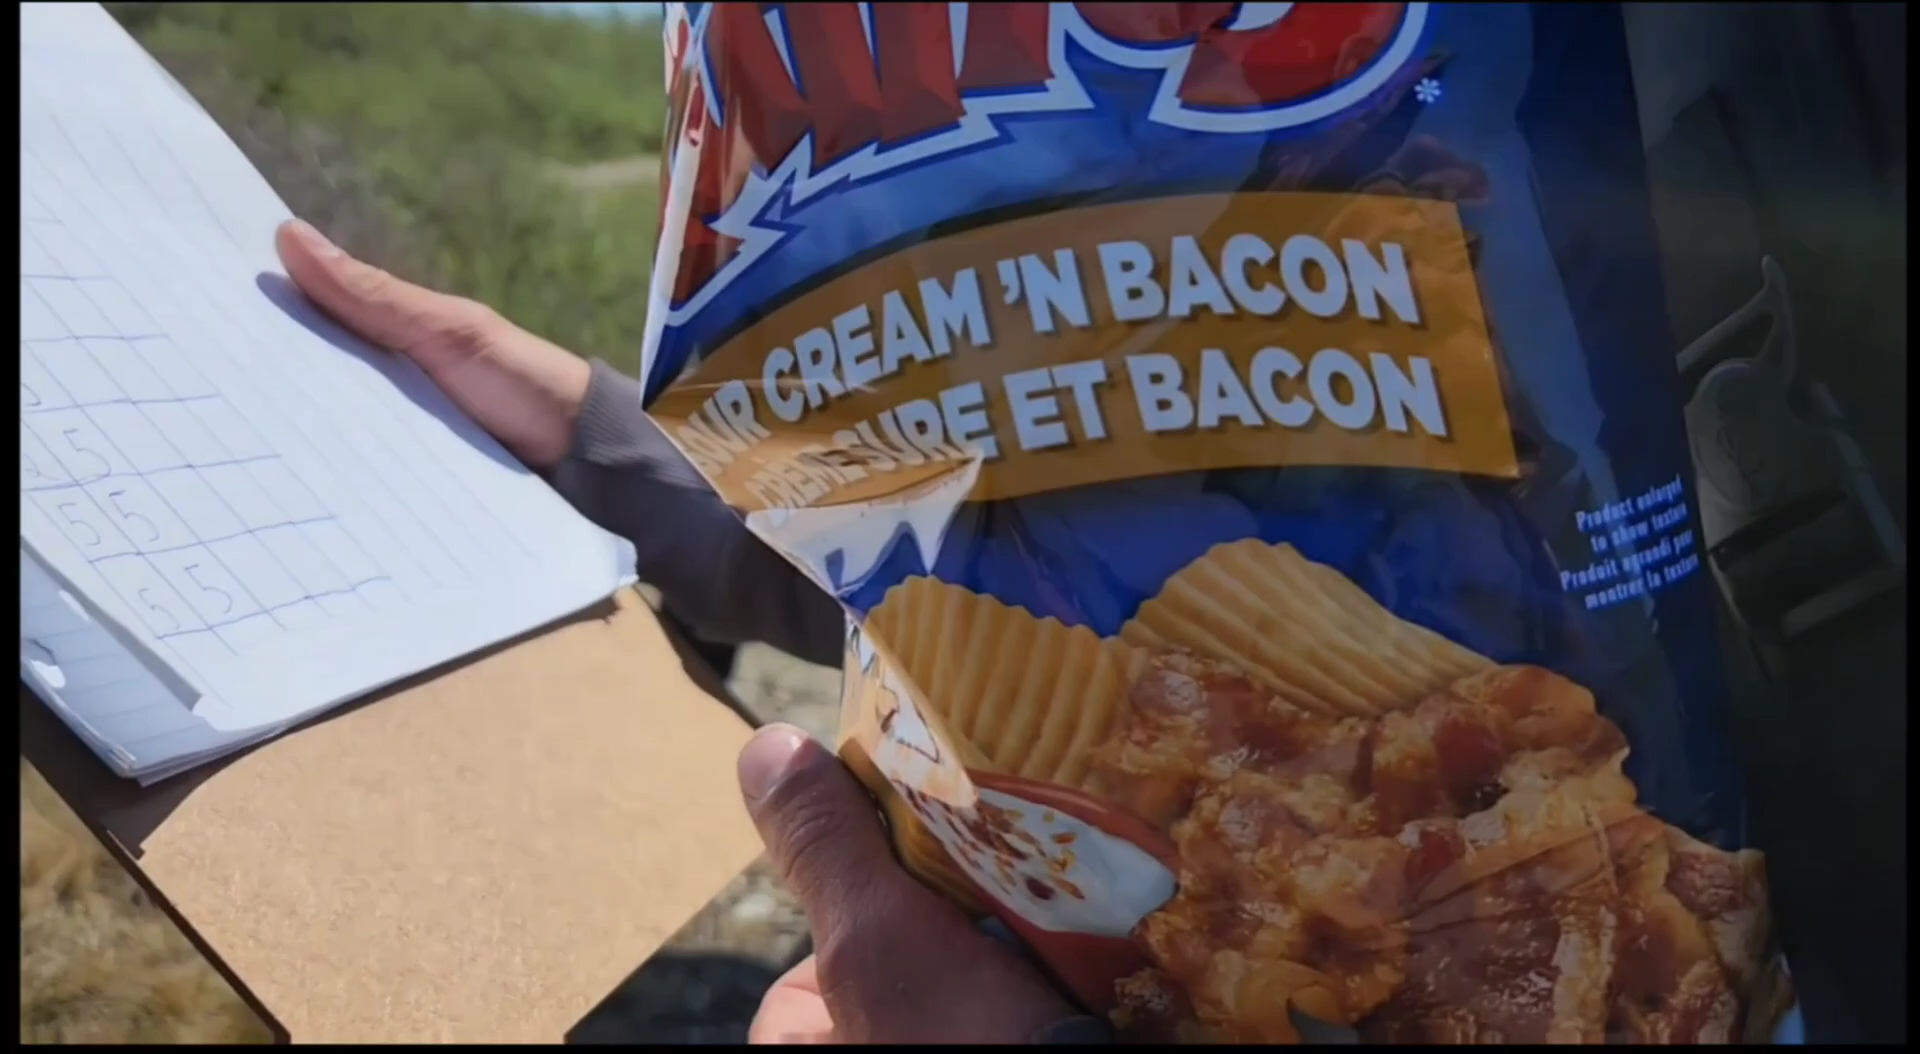 5
5 5
5 5
*
SOUR CREAM 'N BACON
CRÈME SURE ET BACON
Product enlarged
to show texture
Produit agrandi pour
montrer la texture